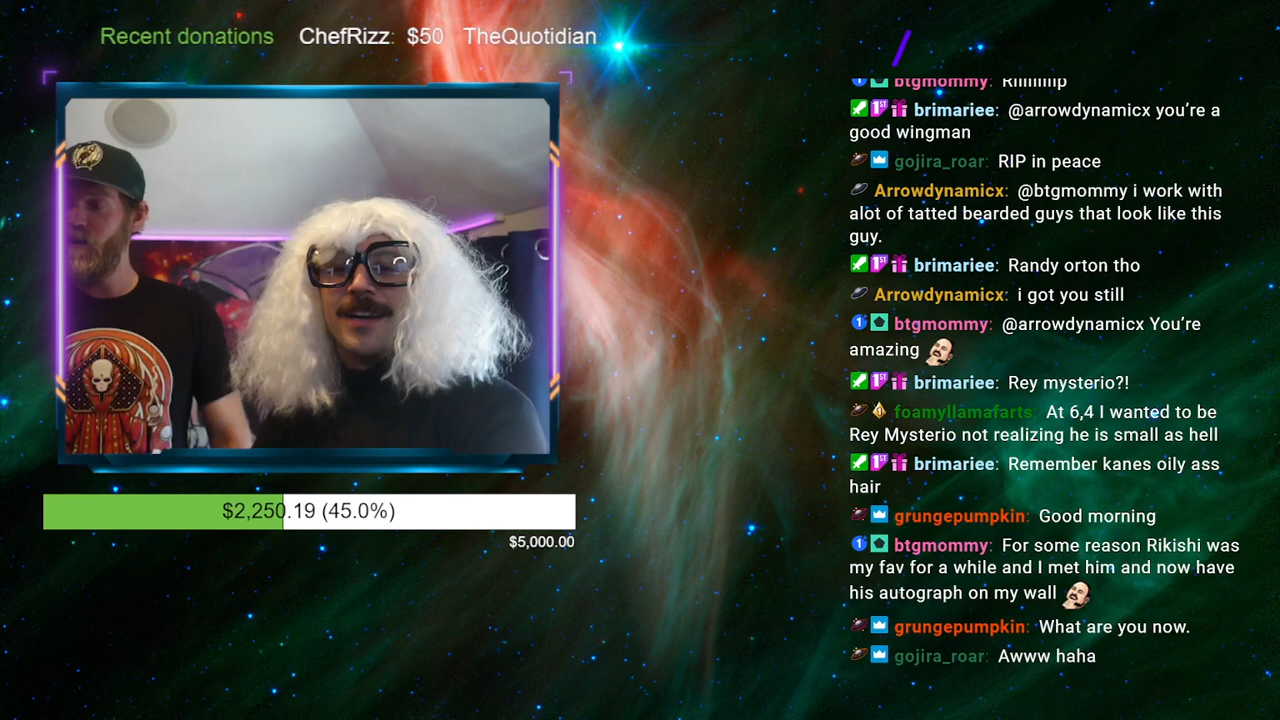 Recent donations ChefRizz: $50 TheQuotidian
btgmommy:
brimariee: @arrowdynamicx you're a
good wingman
gojira_roar: RIP in peace
Arrowdynamicx: @btgmommy i work with
alot of tatted bearded guys that look like this
guy.
brimariee: Randy orton tho
Arrowdynamicx: i got you still
btgmommy: @arrowdynamicx You're
amazing
brimariee: Rey mysterio?!
foamyllamafarts: At 6,4 I wanted to be
Rey Mysterio not realizing he is small as hell
brimariee: Remember kanes oily ass
hair
grungepumpkin: Good morning
btgmommy: For some reason Rikishi was
my fav for a while and I met him and now have
his autograph on my wall
grungepumpkin: What are you now.
gojira_roar: Awww haha
$2,250.19 (45.0%)
$5,000.00